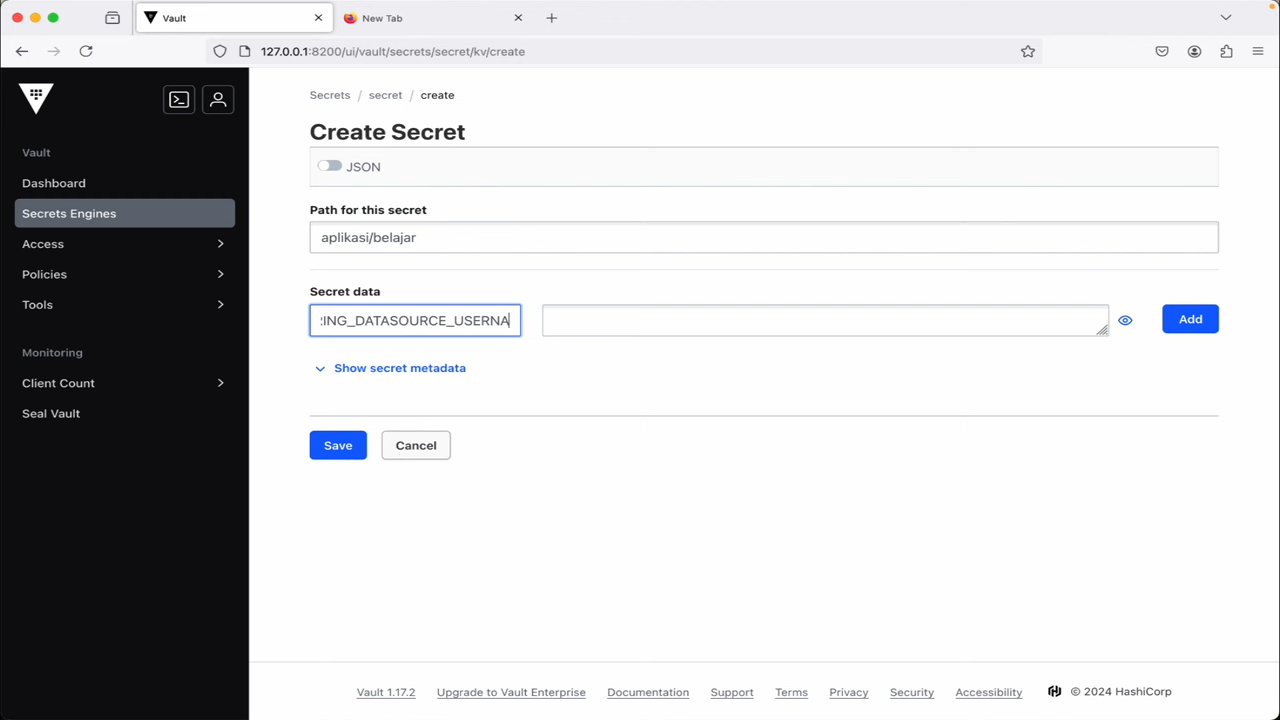 Vault
New Tab
127.0.0.1:8200/ui/vault/secrets/secret/kv/create
Vault
Dashboard
Secrets Engines
Access
Policies
Tools
Monitoring
Client Count
Seal Vault
Secrets / secret / create
Create Secret
JSON
Path for this secret
aplikasi/belajar
Secret data
ING_DATASOURCE_USERNA
Add
Show secret metadata
Save Cancel
Vault 1.17.2 Upgrade to Vault Enterprise Documentation Support Terms Privacy Security Accessibility © 2024 HashiCorp